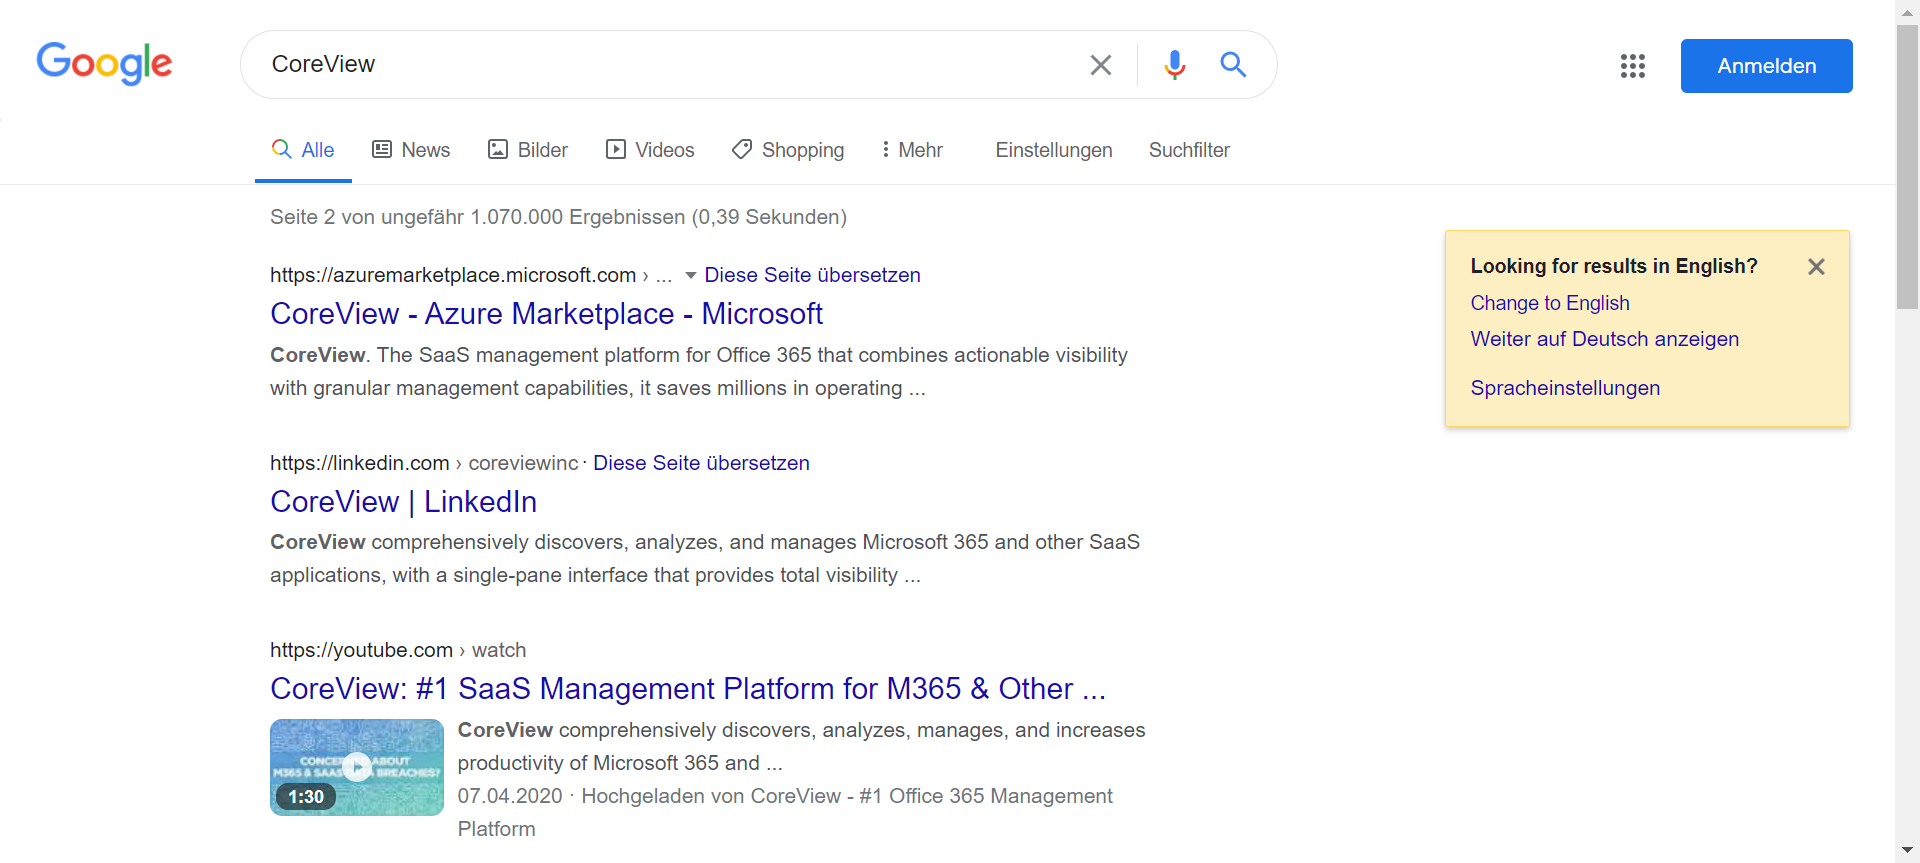 Google
CoreView
Anmelden
Alle News Bilder Videos Shopping Mehr Einstellungen Suchfilter
Seite 2 von ungefähr 1.070.000 Ergebnissen (0,39 Sekunden)
Looking for results in English?
Change to English
Weiter auf Deutsch anzeigen
Spracheinstellungen
https://azuremarketplace.microsoft.com › ... Diese Seite übersetzen
CoreView - Azure Marketplace - Microsoft
CoreView. The SaaS management platform for Office 365 that combines actionable visibility
with granular management capabilities, it saves millions in operating ...
https://linkedin.com › coreviewinc · Diese Seite übersetzen
CoreView | LinkedIn
CoreView comprehensively discovers, analyzes, and manages Microsoft 365 and other SaaS
applications, with a single-pane interface that provides total visibility ...
https://youtube.com › watch
CoreView: #1 SaaS Management Platform for M365 & Other ...
ABOUT
M365 & SAAS BREACHES?
1:30
CoreView comprehensively discovers, analyzes, manages, and increases
productivity of Microsoft 365 and ...
07.04.2020 · Hochgeladen von CoreView - #1 Office 365 Management
Platform